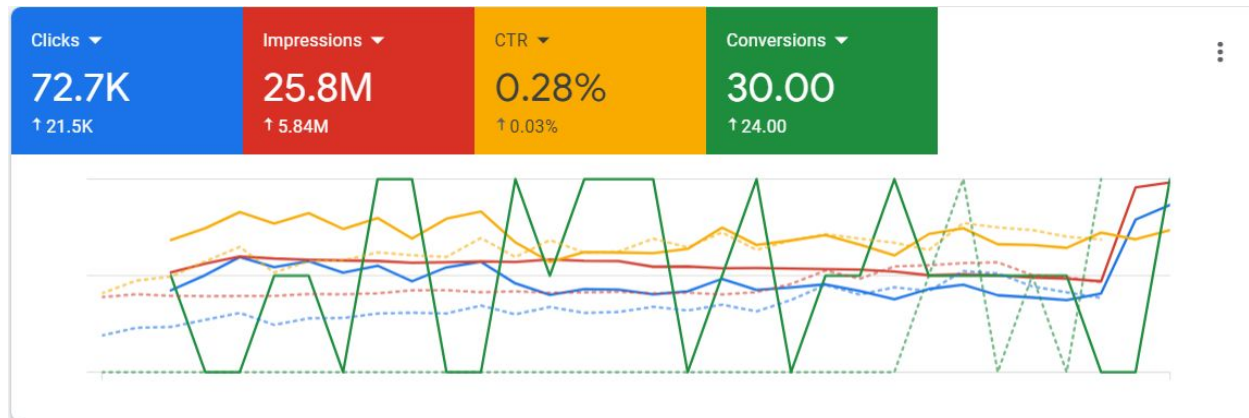 Clicks
72.7K
↑ 21.5K
Impressions
25.8M
↑ 5.84M
CTR
0.28%
↑ 0.03%
Conversions
30.00
↑ 24.00